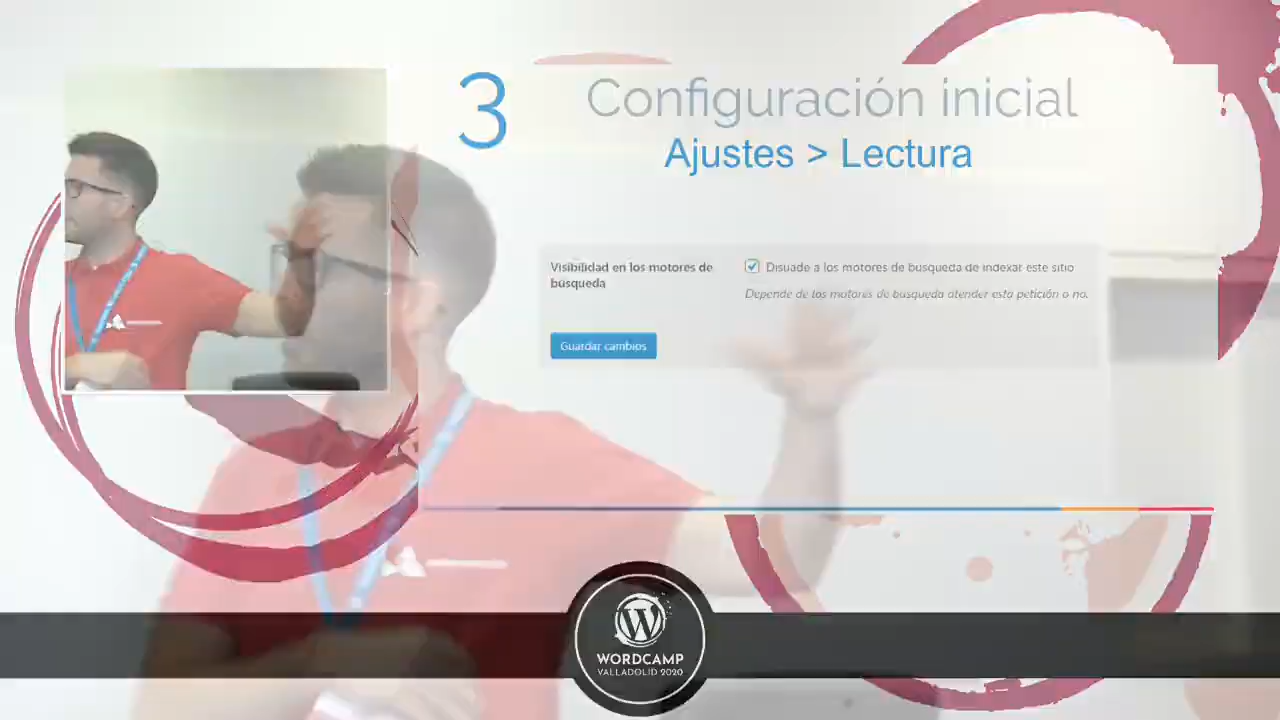 3
Configuración inicial
Ajustes > Lectura
Visibilidad en los motores de
búsqueda
Disuade a los motores de búsqueda de indexar este sitio
Depende de los motores de búsqueda atender esta petición o no.
Guardar cambios
W
WORDCAMP
VALLADOLID 2020